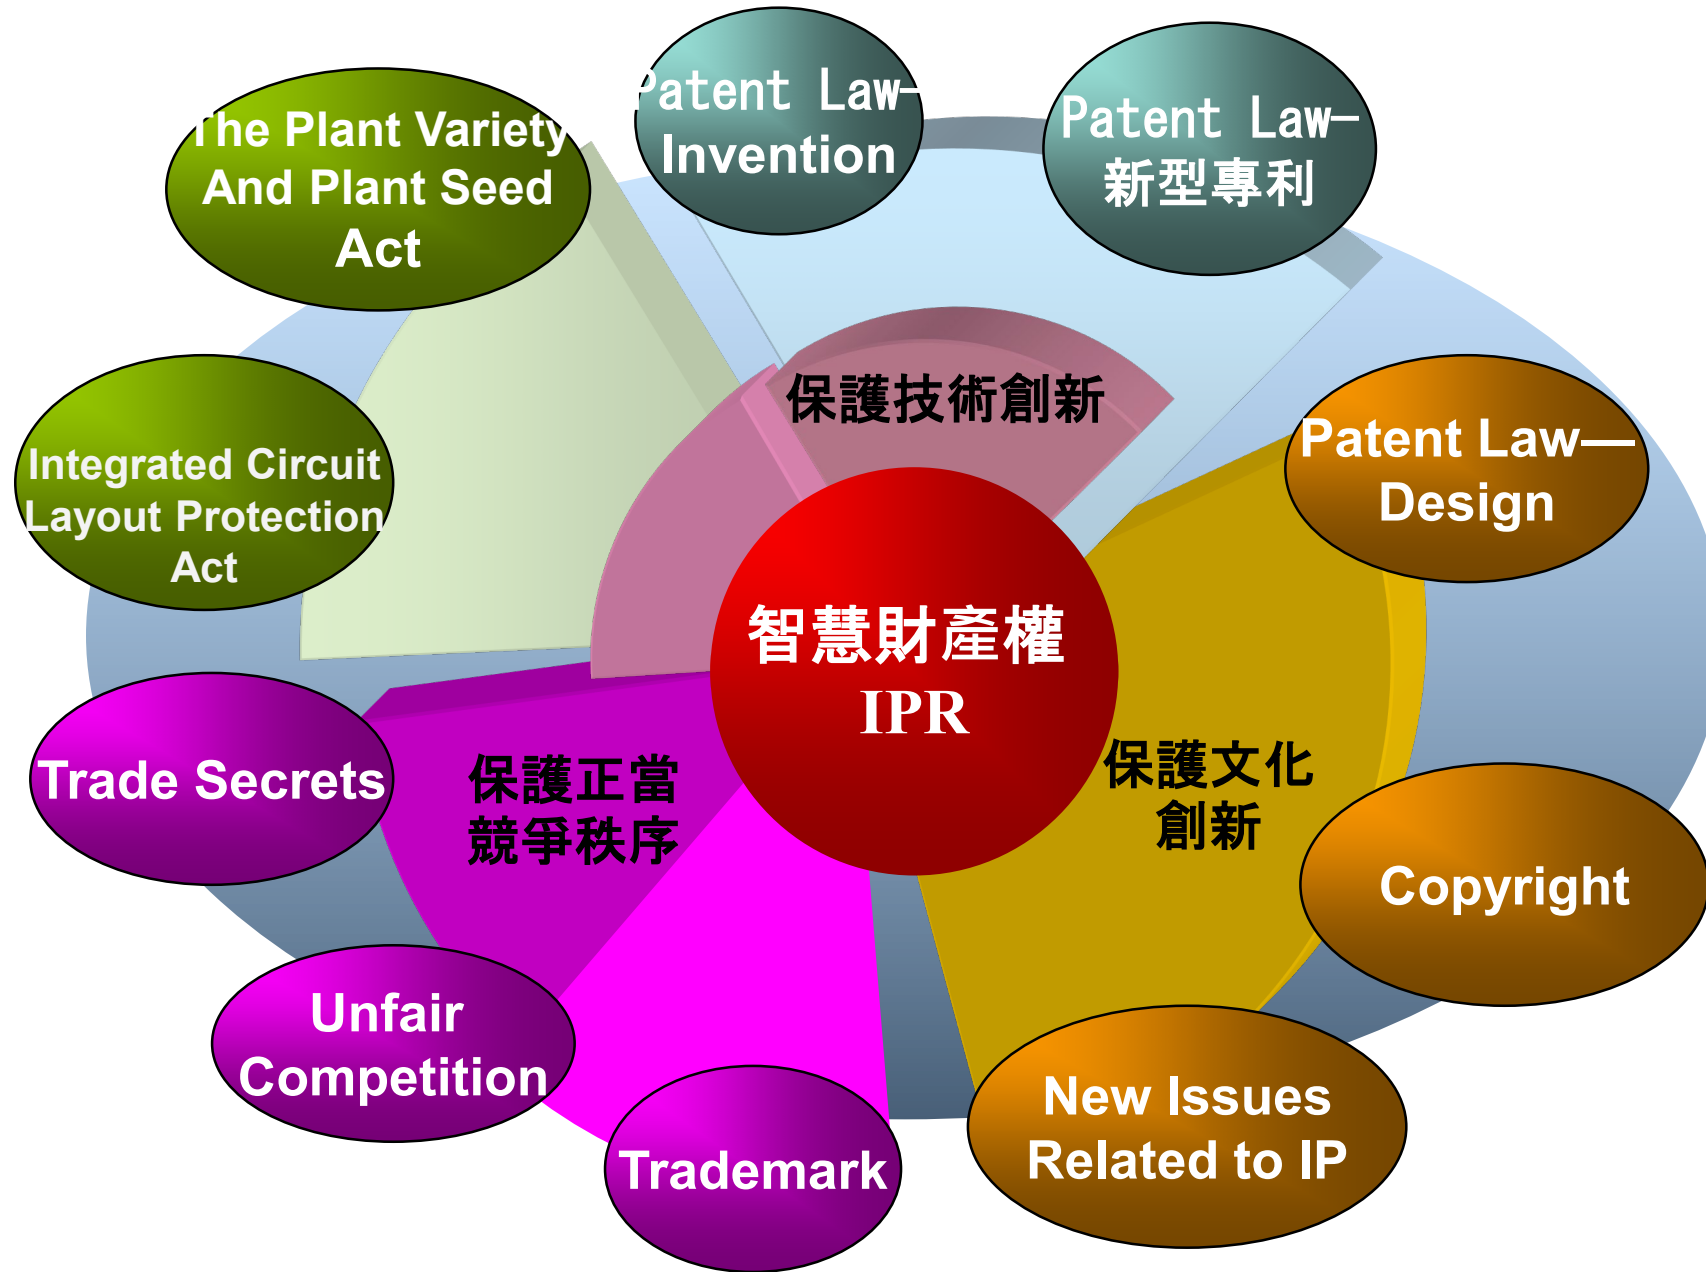 The Plant Variety
And Plant Seed
Act
Patent Law—
Invention
Patent Law—
新型專利
保護技術創新
Integrated Circuit
Layout Protection
Act
Patent Law—
Design
智慧財產權
IPR
Trade Secrets
保護正當
競爭秩序
保護文化
創新
Copyright
Unfair
Competition
Trademark
New Issues
Related to IP